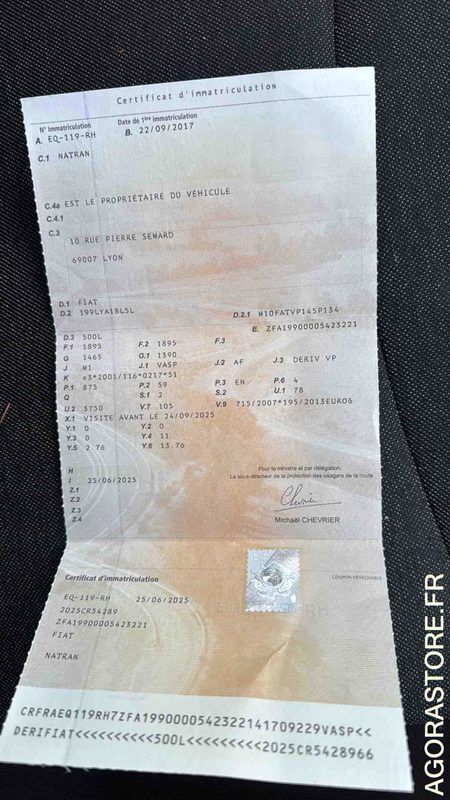 Certificat d'immatriculation
N° Immatriculation Date de 1ère immatriculation
A. EQ-119-RH B. 22/09/2017
C.1 NATRAN
C.4a EST LE PROPRIÉTAIRE DU VÉHICULE
C.4.1
C.3
10 RUE PIERRE SEMARD
69007 LYON
D.1 FIAT
D.2 199LYA1BL5L D.2.1 M10FATVP145P134
E. ZFA19900005423221
D.3 500L
F.1 1895 F.2 1895 F.3
G 1465 G.1 1390
J M1 J.1 VASP J.2 AF J.3 DERIV VP
K e3*2001/116*0217*51
P.1 875 P.2 59 P.3 EN P.6 4
Q S.1 2 S.2 U.1 78
U.2 3750 V.7 105 V.9 715/2007*195/2013EURO6
X.1 VISITE AVANT LE 24/09/2025
Y.1 0 Y.2 0
Y.3 0 Y.4 11
Y.5 2.76 Y.6 13.76
H
I 25/06/2025
Z.1
Z.2
Z.3
Z.4
Pour le ministre et par délégation,
Le sous-directeur de la protection des usagers de la route
Chevrier
Michaël CHEVRIER
Certificat d'immatriculation COUPON DETACHABLE
EQ-119-RH 25/06/2025
2025CR54289
ZFA19900005423221
FIAT
NATRAN
CRFRAEQ119RH7ZFA199000054232214170922​9VASP<<
DERIFIAT<<<<<<<<<<500L<<<<<<<<<2025CR5428966
AGORASTORE.FR